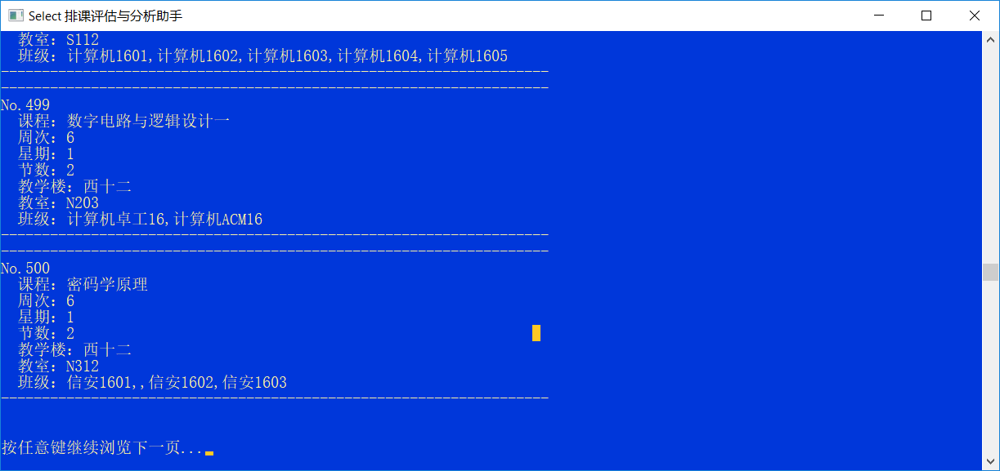 Select 排课评估与分析助手
教室：S112
班级：计算机1601,计算机1602,计算机1603,计算机1604,计算机1605
-------------------------------------------------------------------
-------------------------------------------------------------------
No.499
课程：数字电路与逻辑设计一
周次：6
星期：1
节数：2
教学楼：西十二
教室：N203
班级：计算机卓工16,计算机ACM16
-------------------------------------------------------------------
-------------------------------------------------------------------
No.500
课程：密码学原理
周次：6
星期：1
节数：2
教学楼：西十二
教室：N312
班级：信安1601,,信安1602,信安1603
-------------------------------------------------------------------
按任意键继续浏览下一页...